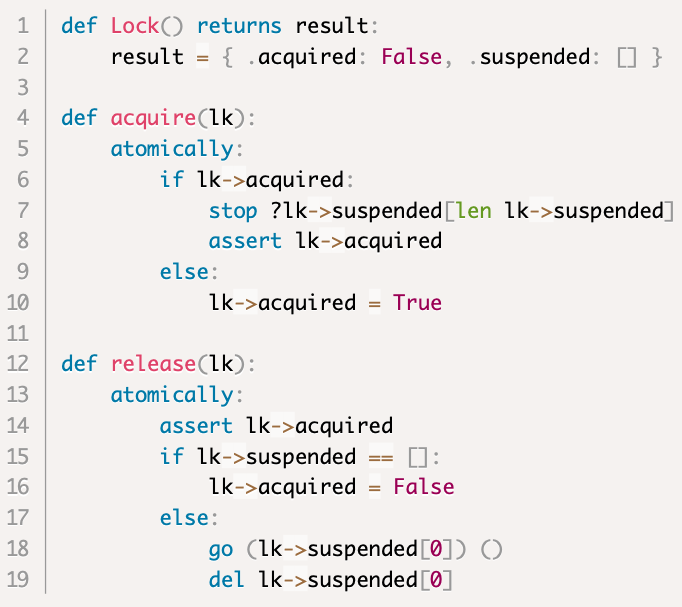 1 def Lock() returns result:
2     result = { .acquired: False, .suspended: [] }
3
4 def acquire(lk):
5     atomically:
6         if lk->acquired:
7             stop ?lk->suspended[len lk->suspended]
8             assert lk->acquired
9         else:
10             lk->acquired = True
11
12 def release(lk):
13     atomically:
14         assert lk->acquired
15         if lk->suspended == []:
16             lk->acquired = False
17         else:
18             go (lk->suspended[0]) ()
19             del lk->suspended[0]